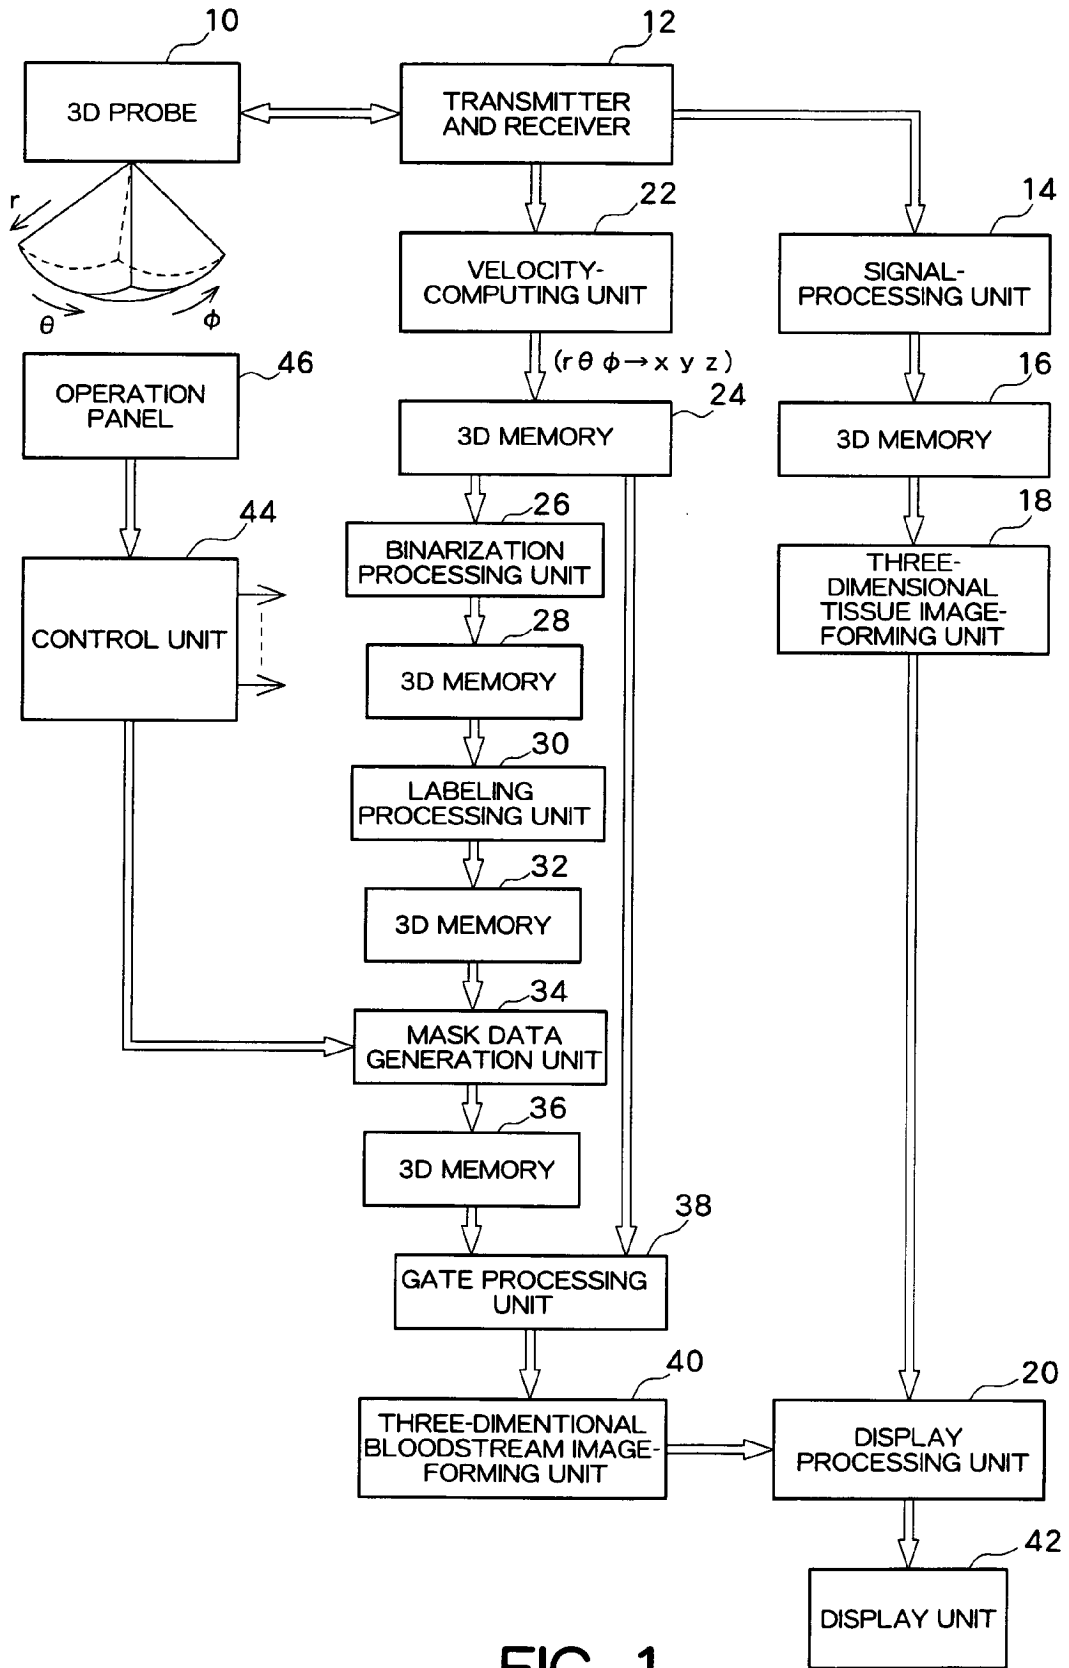 10
3D PROBE
12
TRANSMITTER
AND RECEIVER
r
θ
ϕ
22
VELOCITY-
COMPUTING UNIT
14
SIGNAL-
PROCESSING UNIT
(r θ ϕ→x y z)
46
OPERATION
PANEL
24
3D MEMORY
16
3D MEMORY
26
BINARIZATION
PROCESSING UNIT
18
THREE-
DIMENSIONAL
TISSUE IMAGE-
FORMING UNIT
44
CONTROL UNIT
28
3D MEMORY
30
LABELING
PROCESSING UNIT
32
3D MEMORY
34
MASK DATA
GENERATION UNIT
36
3D MEMORY
38
GATE PROCESSING
UNIT
40
THREE-DIMENTIONAL
BLOODSTREAM IMAGE-
FORMING UNIT
20
DISPLAY
PROCESSING UNIT
42
DISPLAY UNIT
FIG. 1